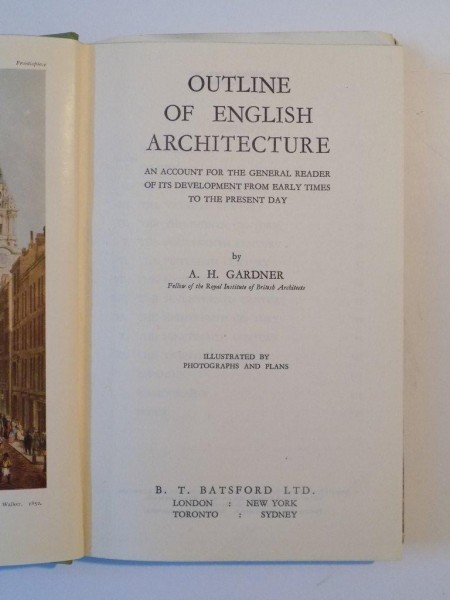 Frontispiece
Walker. 1852.
OUTLINE
OF ENGLISH
ARCHITECTURE
AN ACCOUNT FOR THE GENERAL READER
OF ITS DEVELOPMENT FROM EARLY TIMES
TO THE PRESENT DAY
by
A. H. GARDNER
Fellow of the Royal Institute of British Architects
ILLUSTRATED BY
PHOTOGRAPHS AND PLANS
B. T. BATSFORD LTD.
LONDON : NEW YORK
TORONTO : SYDNEY